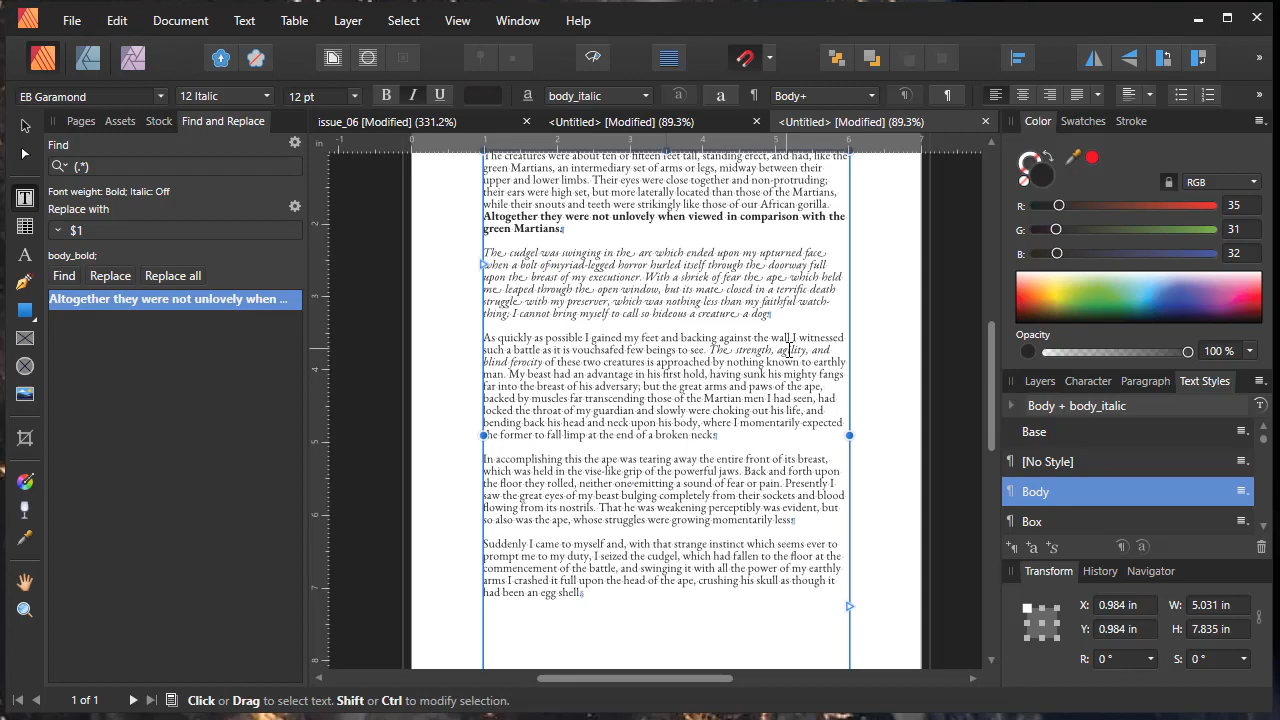 File Edit Document Text Table Layer Select View Window Help
EB Garamond 12 Italic 12 pt B I U a body_italic a a ¶ Body+ ¶ ¶ »
Pages Assets Stock Find and Replace
issue_06 [Modified] (331.2%) × <Untitled> [Modified] (89.3%) × <Untitled> [Modified] (89.3%) ×
in 0 1 2 3 4 5 6 7
Find
(.*)
Font weight: Bold; Italic: Off
Replace with
$1
body_bold;
Find Replace Replace all
Altogether they were not unlovely when ...
2
3
4
5
6
7
8
The creatures were about ten or fifteen feet tall, standing erect, and had, like the
green Martians, an intermediary set of arms or legs, midway between their
upper and lower limbs. Their eyes were close together and non-protruding;
their ears were high set, but more laterally located than those of the Martians,
while their snouts and teeth were strikingly like those of our African gorilla.
Altogether they were not unlovely when viewed in comparison with the
green Martians.¶
The cudgel was swinging in the arc which ended upon my upturned face
when a bolt of myriad-legged horror hurled itself through the doorway full
upon the breast of my executioner. With a shriek of fear the ape which held
me leaped through the open window, but its mate closed in a terrific death
struggle with my preserver, which was nothing less than my faithful watch-
thing; I cannot bring myself to call so hideous a creature a dog.¶
As quickly as possible I gained my feet and backing against the wall I witnessed
such a battle as it is vouchsafed few beings to see. The strength, agility, and
blind ferocity of these two creatures is approached by nothing known to earthly
man. My beast had an advantage in his first hold, having sunk his mighty fangs
far into the breast of his adversary; but the great arms and paws of the ape,
backed by muscles far transcending those of the Martian men I had seen, had
locked the throat of my guardian and slowly were choking out his life, and
bending back his head and neck upon his body, where I momentarily expected
the former to fall limp at the end of a broken neck.¶
In accomplishing this the ape was tearing away the entire front of its breast,
which was held in the vise-like grip of the powerful jaws. Back and forth upon
the floor they rolled, neither one emitting a sound of fear or pain. Presently I
saw the great eyes of my beast bulging completely from their sockets and blood
flowing from its nostrils. That he was weakening perceptibly was evident, but
so also was the ape, whose struggles were growing momentarily less.¶
Suddenly I came to myself and, with that strange instinct which seems ever to
prompt me to my duty, I seized the cudgel, which had fallen to the floor at the
commencement of the battle, and swinging it with all the power of my earthly
arms I crashed it full upon the head of the ape, crushing his skull as though it
had been an egg shell.
Color Swatches Stroke
RGB
R: 35
G: 31
B: 32
Opacity
100 %
Layers Character Paragraph Text Styles
Body + body_italic
Base
¶ [No Style]
¶ Body
¶ Box
Transform History Navigator
X: 0.984 in W: 5.031 in
Y: 0.984 in H: 7.835 in
R: 0 ° S: 0 °
1 of 1 Click or Drag to select text. Shift or Ctrl to modify selection.